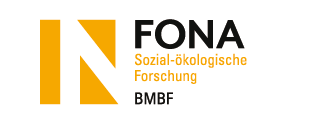 FONA
Sozial-ökologische
Forschung
BMBF